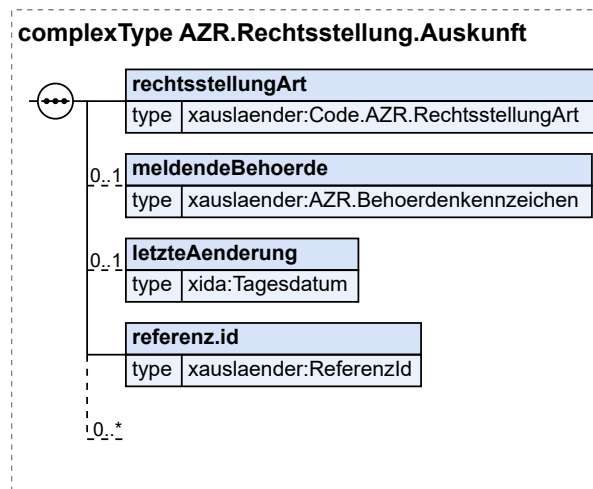 complexType AZR.Rechtsstellung.Auskunft
rechtsstellungArt
type xauslaender:Code.AZR.RechtsstellungArt
0..1 meldendeBehoerde
type xauslaender:AZR.Behoerdenkennzeichen
0..1 letzteAenderung
type xida:Tagesdatum
referenz.id
type xauslaender:ReferenzId
0..*